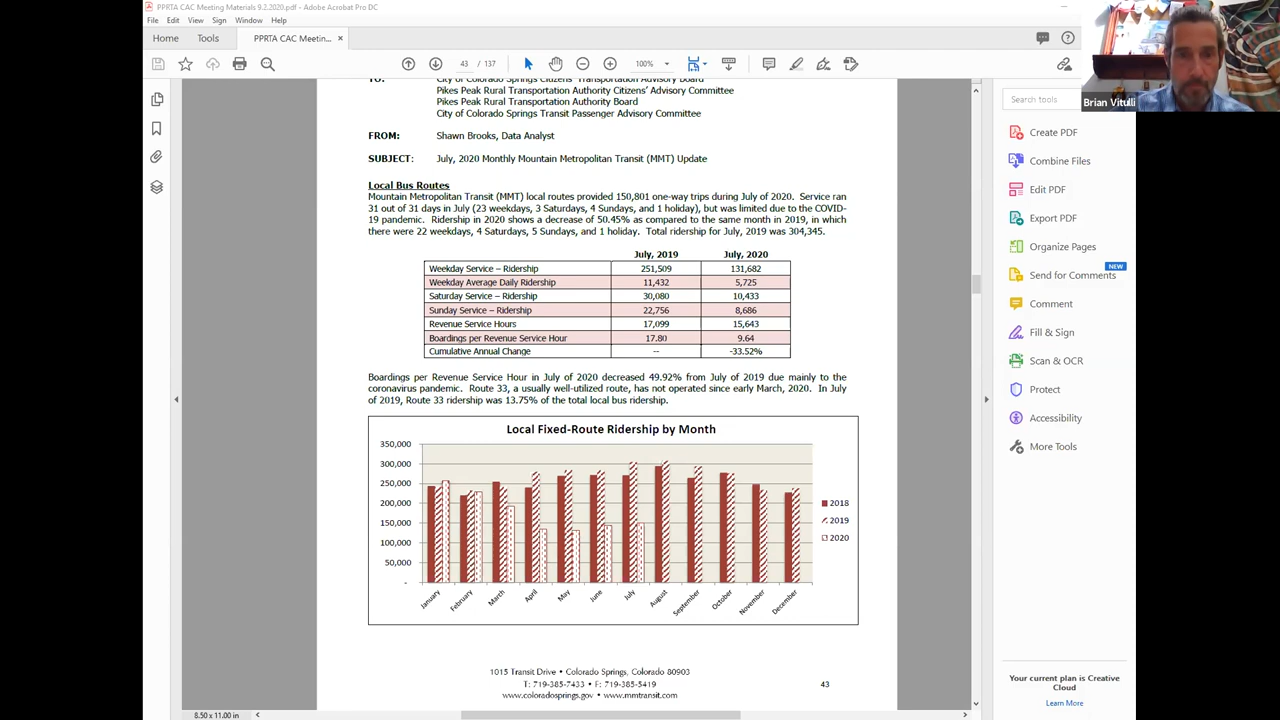 PPRTA CAC Meeting Materials 9.2.2020.pdf - Adobe Acrobat Pro DC
File Edit View Sign Window Help
Home Tools PPRTA CAC Meetin... ×
43 / 137 100%
Brian Vitulli
TO: City of Colorado Springs Citizens' Transportation Advisory Board
Pikes Peak Rural Transportation Authority Citizens' Advisory Committee
Pikes Peak Rural Transportation Authority Board
City of Colorado Springs Transit Passenger Advisory Committee
FROM: Shawn Brooks, Data Analyst
SUBJECT: July, 2020 Monthly Mountain Metropolitan Transit (MMT) Update
Local Bus Routes
Mountain Metropolitan Transit (MMT) local routes provided 150,801 one-way trips during July of 2020. Service ran
31 out of 31 days in July (23 weekdays, 3 Saturdays, 4 Sundays, and 1 holiday), but was limited due to the COVID-
19 pandemic. Ridership in 2020 shows a decrease of 50.45% as compared to the same month in 2019, in which
there were 22 weekdays, 4 Saturdays, 5 Sundays, and 1 holiday. Total ridership for July, 2019 was 304,345.
July, 2019 July, 2020
Weekday Service – Ridership 251,509 131,682
Weekday Average Daily Ridership 11,432 5,725
Saturday Service – Ridership 30,080 10,433
Sunday Service – Ridership 22,756 8,686
Revenue Service Hours 17,099 15,643
Boardings per Revenue Service Hour 17.80 9.64
Cumulative Annual Change -- -33.52%
Boardings per Revenue Service Hour in July of 2020 decreased 49.92% from July of 2019 due mainly to the
coronavirus pandemic. Route 33, a usually well-utilized route, has not operated since early March, 2020. In July
of 2019, Route 33 ridership was 13.75% of the total local bus ridership.
Local Fixed-Route Ridership by Month
350,000
300,000
250,000
200,000
150,000
100,000
50,000
-
January February March April May June July August September October November December
2018
2019
2020
1015 Transit Drive • Colorado Springs, Colorado 80903
T: 719-385-7433 • F: 719-385-5419
www.coloradosprings.gov • www.mmtransit.com
43
8.50 x 11.00 in
Search tools
Create PDF
Combine Files
Edit PDF
Export PDF
Organize Pages
NEW
Send for Comments
Comment
Fill & Sign
Scan & OCR
Protect
Accessibility
More Tools
Your current plan is Creative
Cloud
Learn More